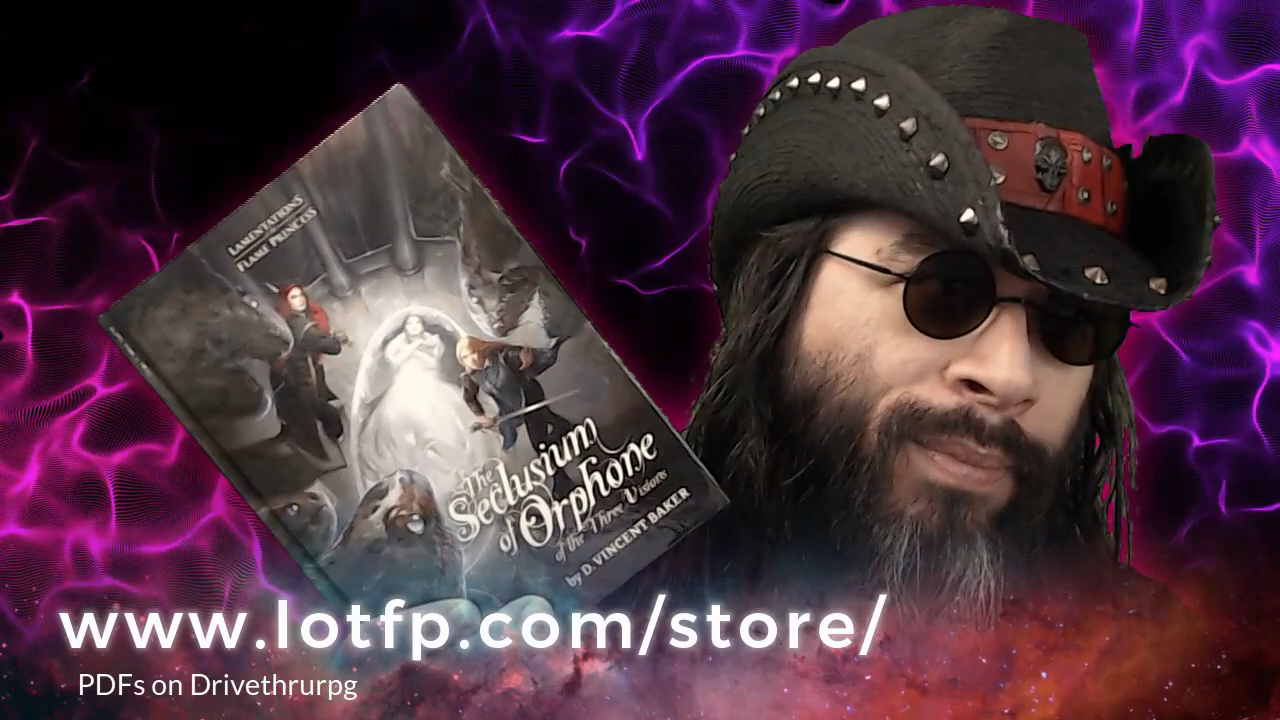 LAMENTATIONS
FLAME PRINCESS
The
Seclusium
of Orphone
of the Three Visions
by D. VINCENT BAKER
www.lotfp.com/store/
PDFs on Drivethrurpg